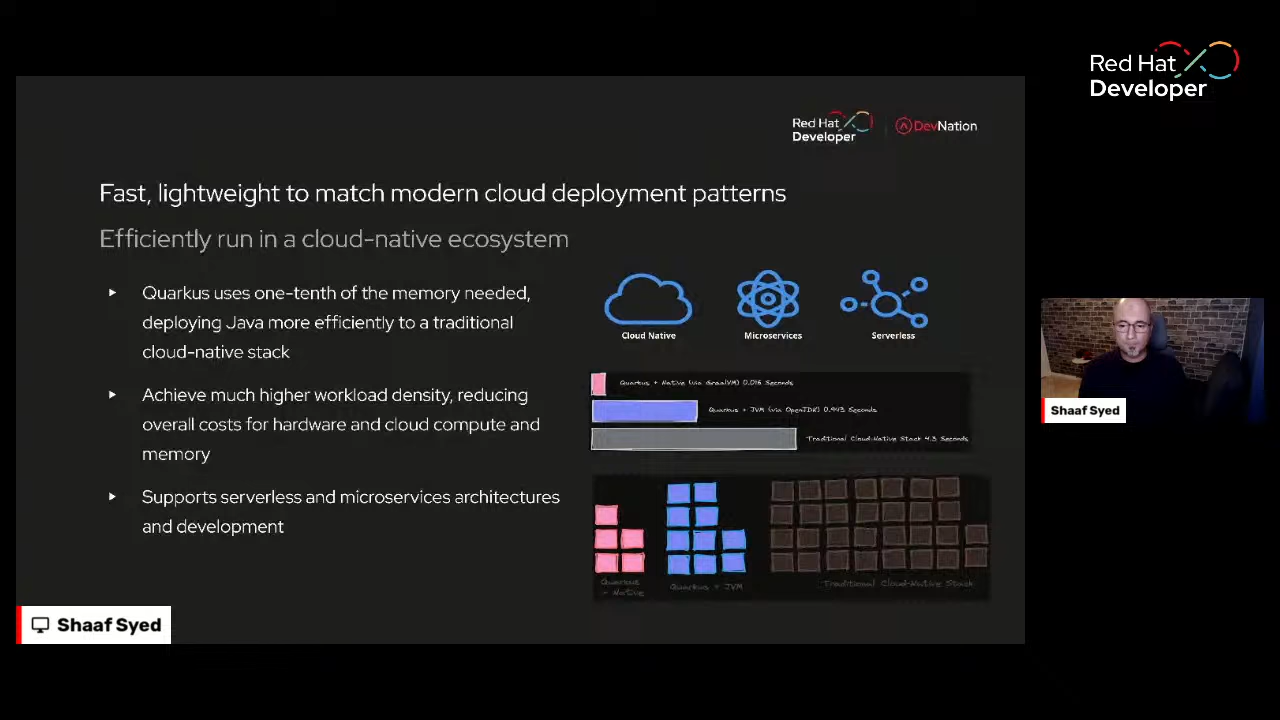 Red Hat
Developer
Red Hat
Developer
DevNation
Fast, lightweight to match modern cloud deployment patterns
Efficiently run in a cloud-native ecosystem
Quarkus uses one-tenth of the memory needed,
deploying Java more efficiently to a traditional
cloud-native stack
Achieve much higher workload density, reducing
overall costs for hardware and cloud compute and
memory
Supports serverless and microservices architectures
and development
Cloud Native
Microservices
Serverless
Quarkus + Native (via GraalVM) 0.016 Seconds
Quarkus + JVM (via OpenJDK) 0.943 Seconds
Traditional Cloud-Native Stack 4.3 Seconds
Quarkus
+ Native
Quarkus + JVM
Traditional Cloud-Native Stack
Shaaf Syed
Shaaf Syed